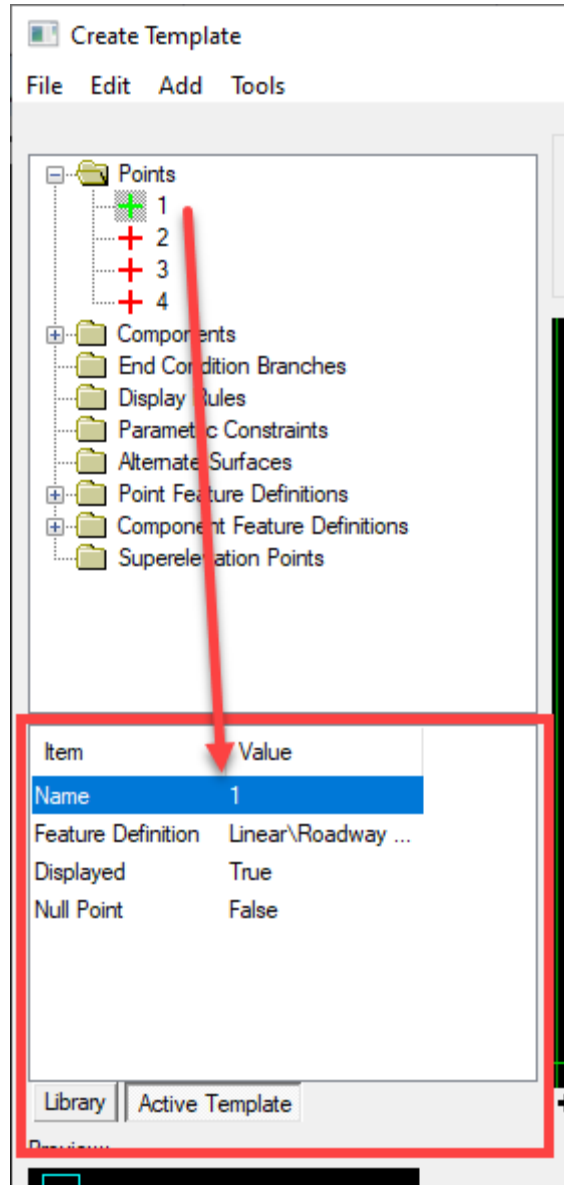 Create Template
File Edit Add Tools
Points
1
2
3
4
Components
End Condition Branches
Display Rules
Parametric Constraints
Alternate Surfaces
Point Feature Definitions
Component Feature Definitions
Superelevation Points
Item Value
Name 1
Feature Definition Linear\Roadway ...
Displayed True
Null Point False
Library Active Template
Preview: